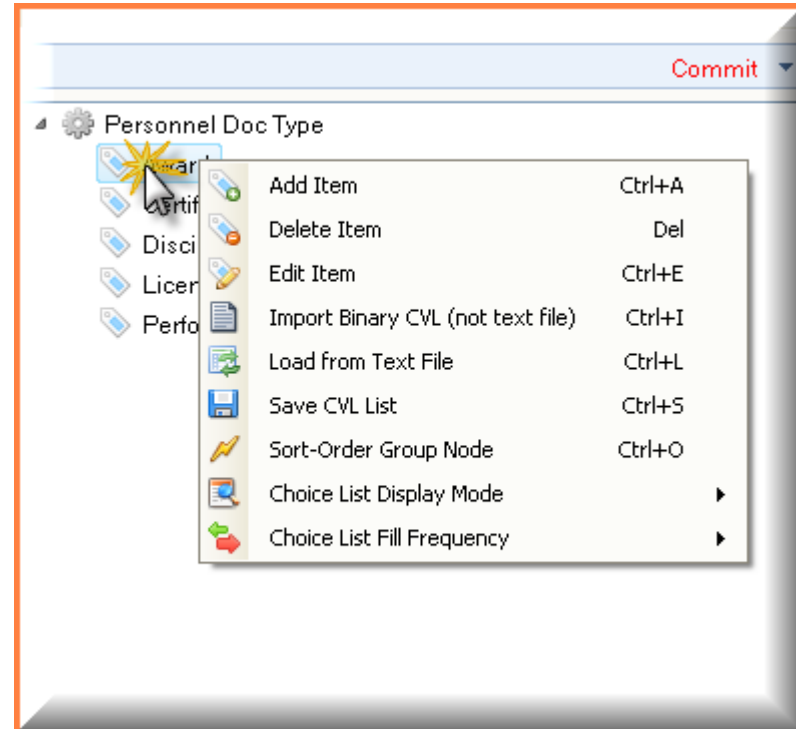 Commit
Personnel Doc Type
Add Item Ctrl+A
Delete Item Del
Disci
Edit Item Ctrl+E
Import Binary CVL (not text file) Ctrl+I
Perfo
Load from Text File Ctrl+L
Save CVL List Ctrl+S
Sort-Order Group Node Ctrl+O
Choice List Display Mode
Choice List Fill Frequency